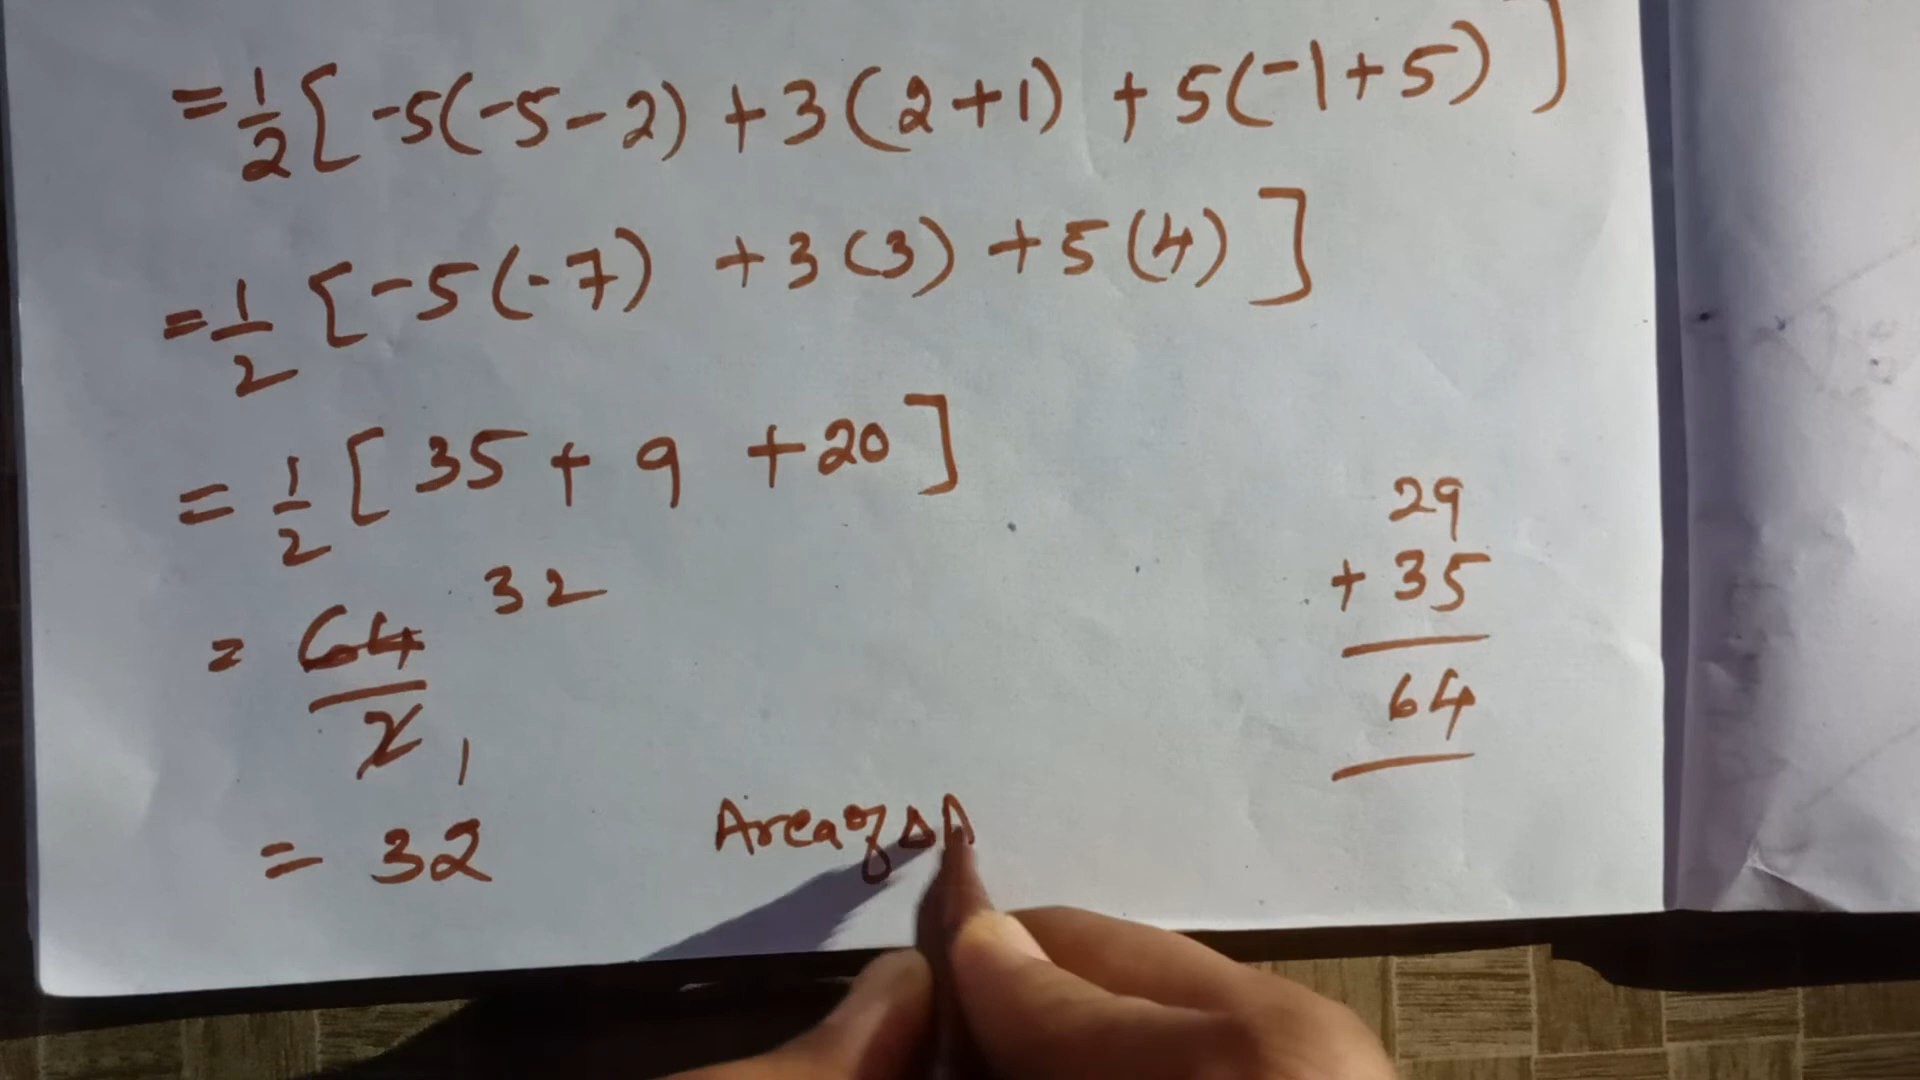 = 1/2 [ -5(-5-2) + 3(2+1) + 5(-1+5) ]
= 1/2 [ -5(-7) + 3(3) + 5(4) ]
= 1/2 [ 35 + 9 + 20 ]
= 64/2 32
1
= 32
29
+ 35
64
Area of Δ A